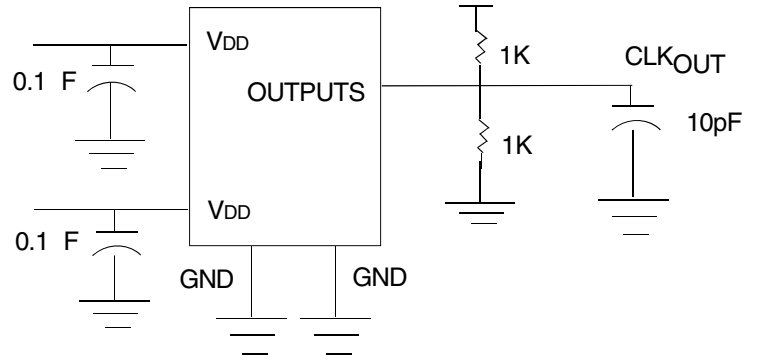 VDD
0.1 F
OUTPUTS
1K
CLKOUT
10pF
1K
VDD
0.1 F
GND
GND